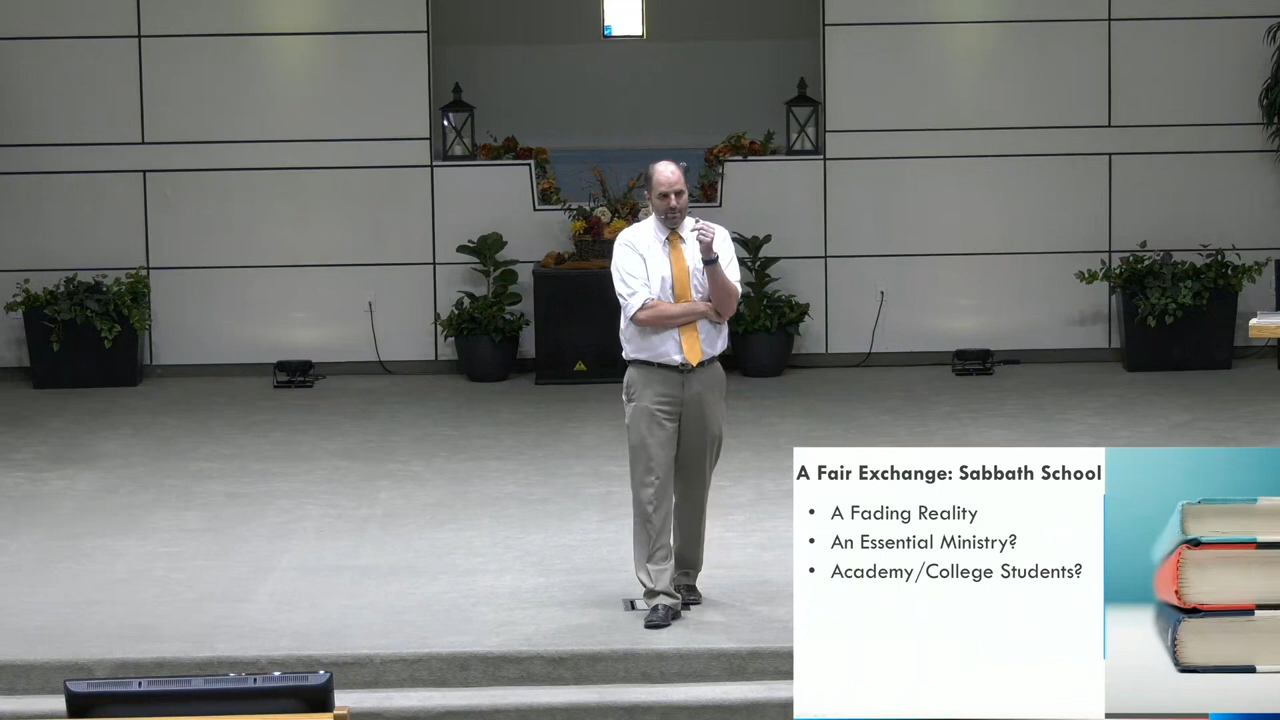 A Fair Exchange: Sabbath School
• A Fading Reality
• An Essential Ministry?
• Academy/College Students?